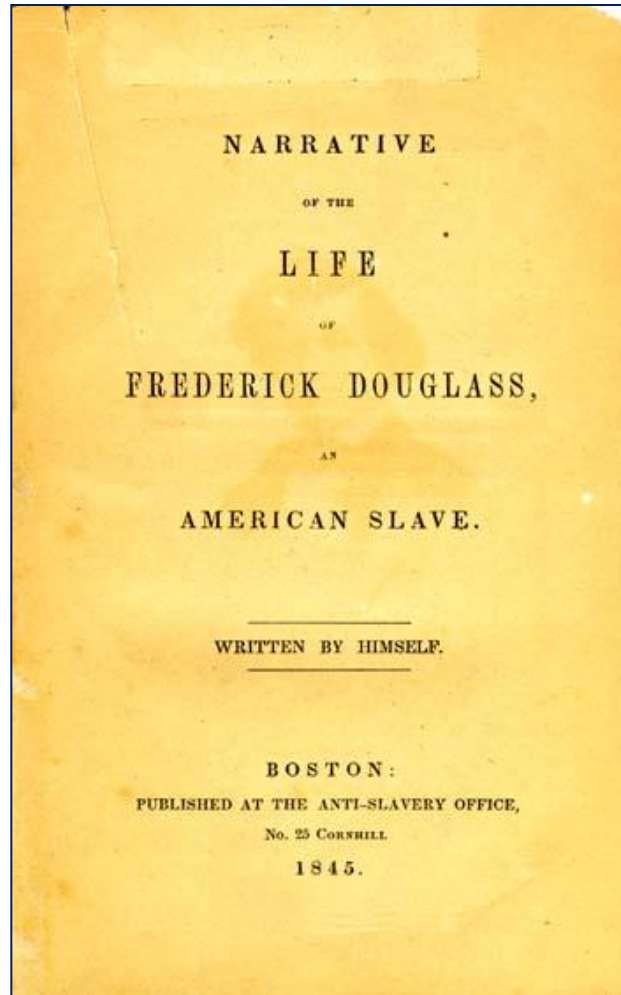 NARRATIVE
OF THE
LIFE
OF
FREDERICK DOUGLASS,
AN
AMERICAN SLAVE.
WRITTEN BY HIMSELF.
BOSTON:
PUBLISHED AT THE ANTI-SLAVERY OFFICE,
No. 25 CORNHILL
1845.